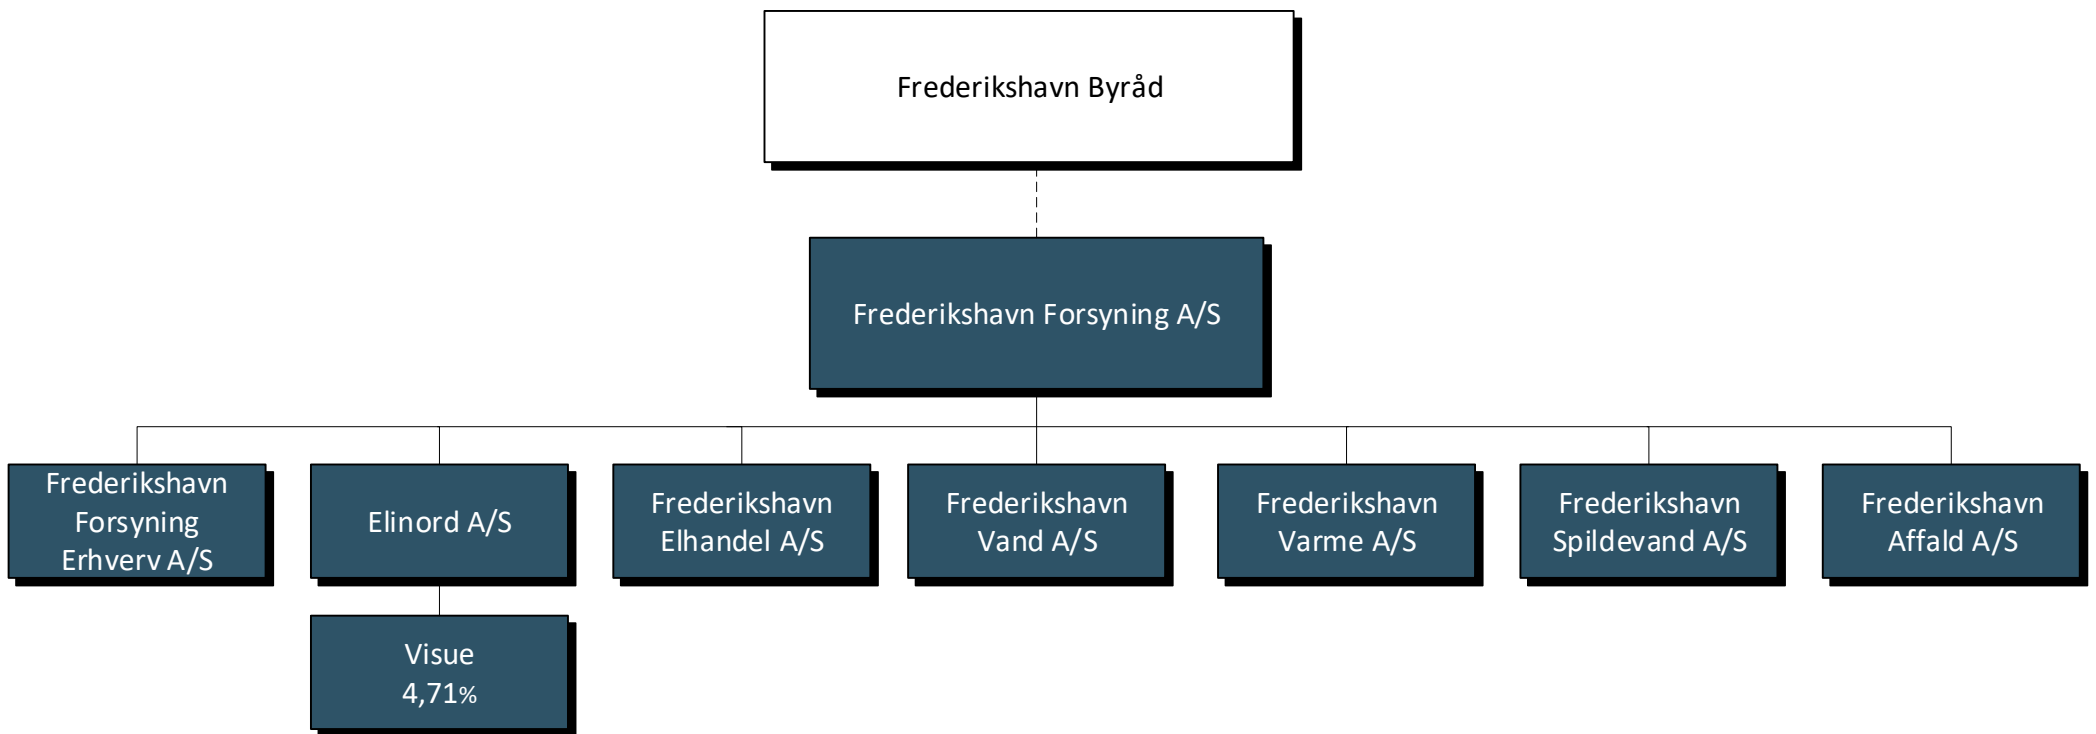 Frederikshavn Byråd
Frederikshavn Forsyning A/S
Frederikshavn
Forsyning
Erhverv A/S
Elinord A/S
Frederikshavn
Elhandel A/S
Frederikshavn
Vand A/S
Frederikshavn
Varme A/S
Frederikshavn
Spildevand A/S
Frederikshavn
Affald A/S
Visue
4,71%